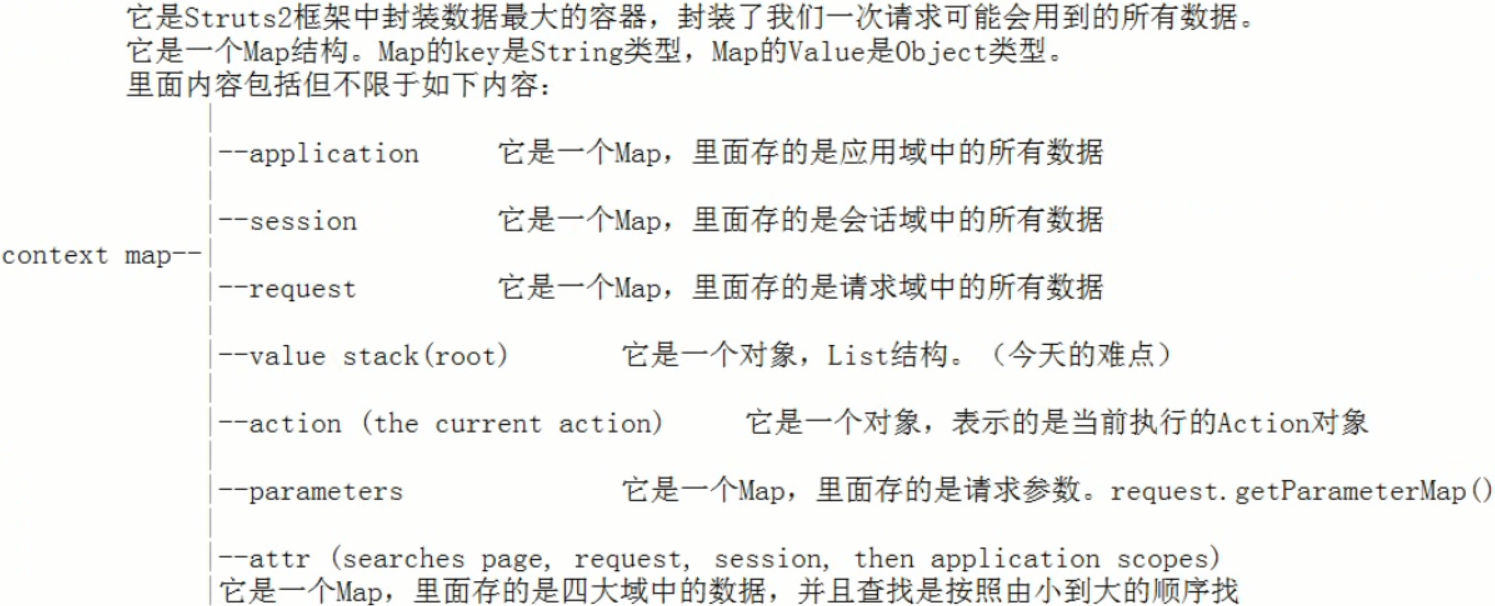 它是Struts2框架中封装数据最大的容器，封装了我们一次请求可能会用到的所有数据。
它是一个Map结构。Map的key是String类型，Map的Value是Object类型。
里面内容包括但不限于如下内容：
|
|--application 它是一个Map，里面存的是应用域中的所有数据
|
|--session 它是一个Map，里面存的是会话域中的所有数据
context map--|
|--request 它是一个Map，里面存的是请求域中的所有数据
|
|--value stack(root) 它是一个对象，List结构。（今天的难点）
|
|--action (the current action) 它是一个对象，表示的是当前执行的Action对象
|
|--parameters 它是一个Map，里面存的是请求参数。request.getParameterMap()
|
|--attr (searches page, request, session, then application scopes)
|它是一个Map，里面存的是四大域中的数据，并且查找是按照由小到大的顺序找